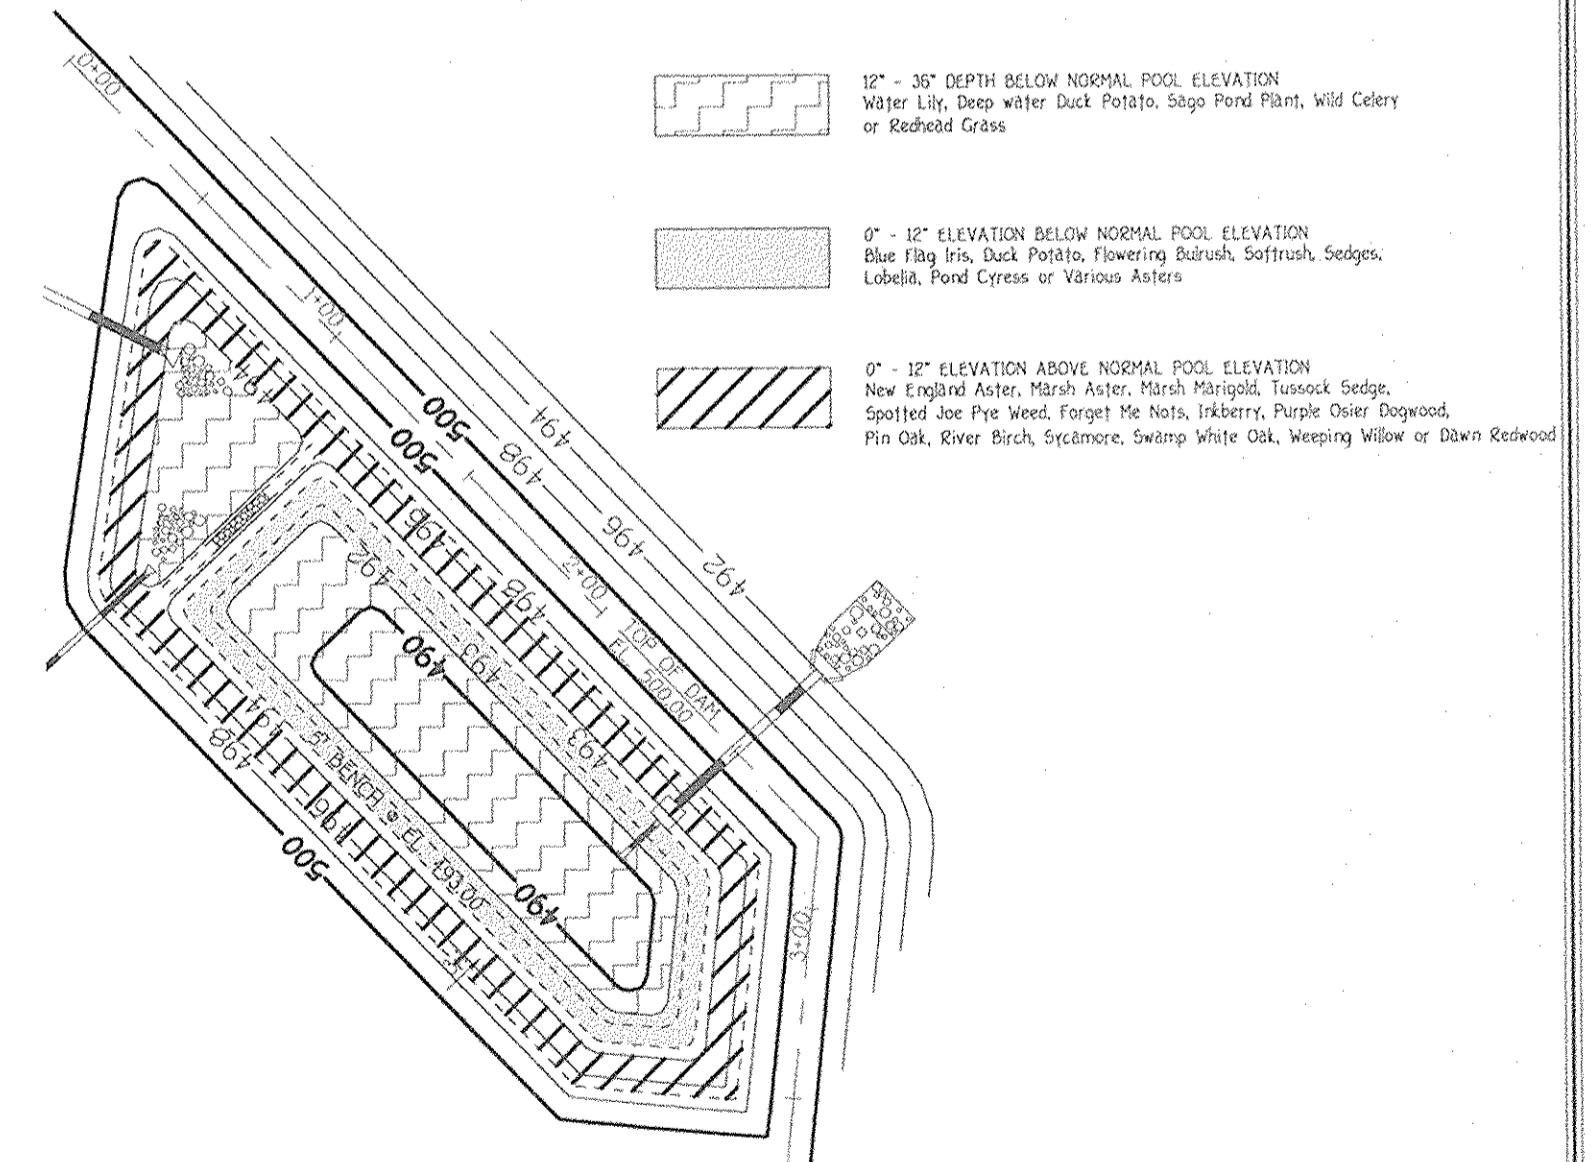 12" - 36" DEPTH BELOW NORMAL POOL ELEVATION
Water Lily, Deep water Duck Potato, Sago Pond Plant, Wild Celery
or Redhead Grass
0" - 12" ELEVATION BELOW NORMAL POOL ELEVATION
Blue Flag Iris, Duck Potato, Flowering Bulrush, Softrush, Sedges,
Lobelia, Pond Cyress or Various Asters
0" - 12" ELEVATION ABOVE NORMAL POOL ELEVATION
New England Aster, Marsh Aster, Marsh Marigold, Tussock Sedge,
Spotted Joe Pye Weed, Forget Me Nots, Inkberry, Purple Osier Dogwood,
Pin Oak, River Birch, Sycamore, Swamp White Oak, Weeping Willow or Dawn Redwood
0+00
1+00
500
500
494
498
496
492
494
496
498
2+00
TOP OF DAM
EL. 500.00
492
493
490
493
494
498
BENCH @ EL. 493.00
496
490
500
3+00